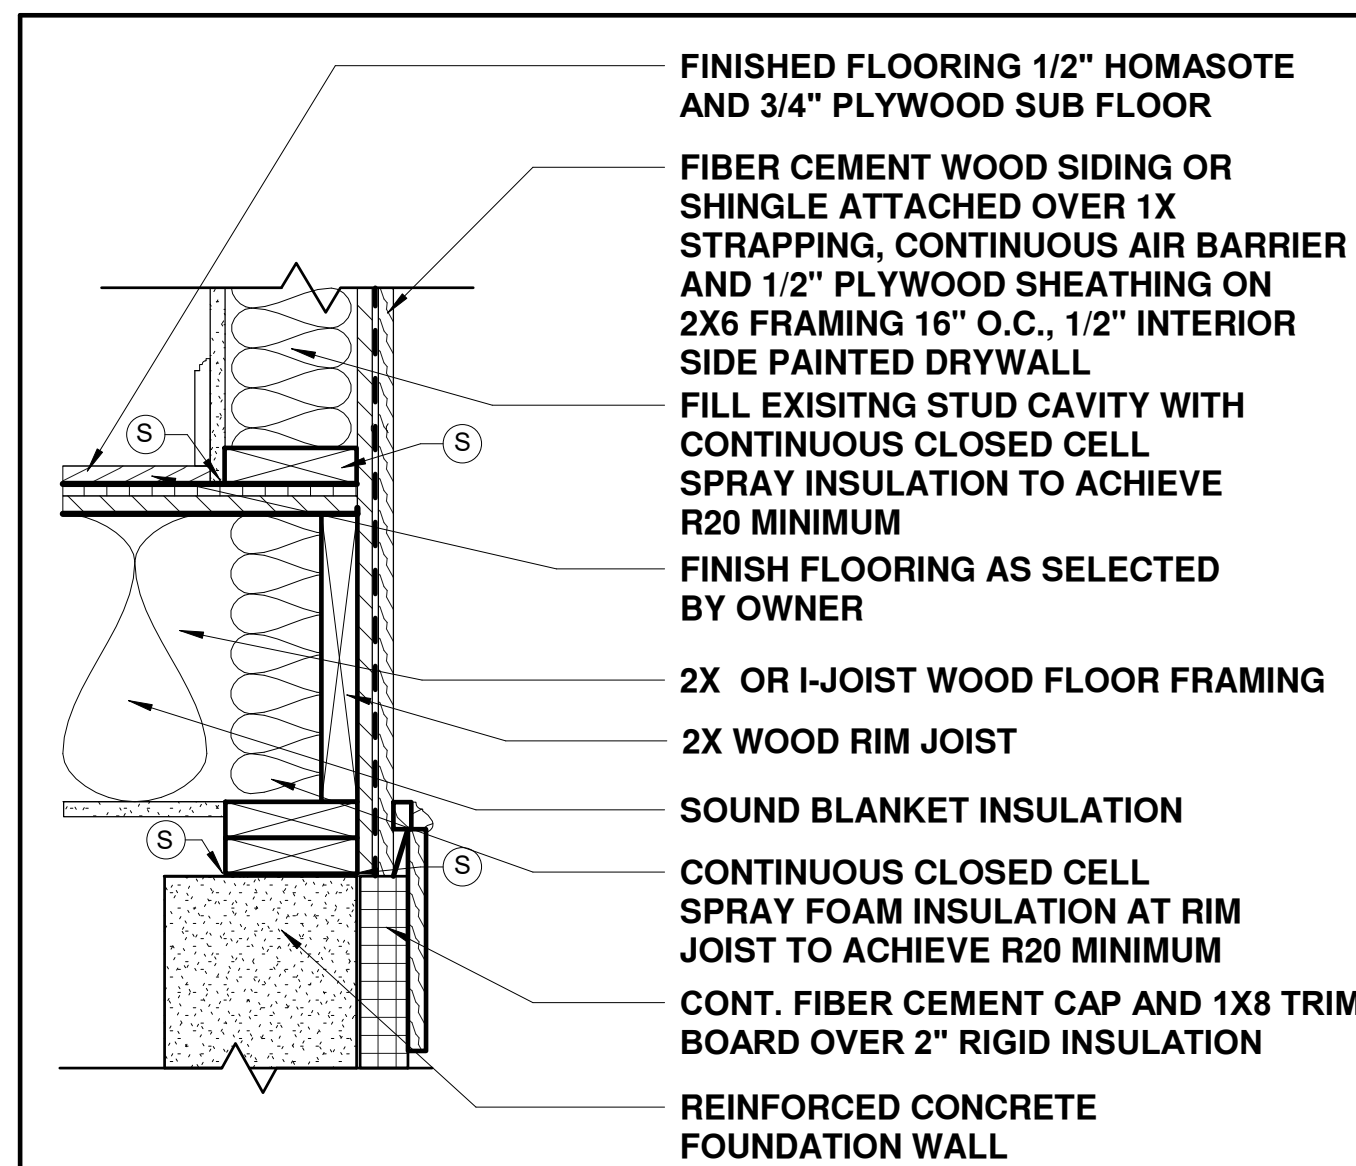 FINISHED FLOORING 1/2" HOMASOTE
AND 3/4" PLYWOOD SUB FLOOR
FIBER CEMENT WOOD SIDING OR
SHINGLE ATTACHED OVER 1X
STRAPPING, CONTINUOUS AIR BARRIER
AND 1/2" PLYWOOD SHEATHING ON
2X6 FRAMING 16" O.C., 1/2" INTERIOR
SIDE PAINTED DRYWALL
FILL EXISITNG STUD CAVITY WITH
CONTINUOUS CLOSED CELL
SPRAY INSULATION TO ACHIEVE
R20 MINIMUM
S
S
FINISH FLOORING AS SELECTED
BY OWNER
2X OR I-JOIST WOOD FLOOR FRAMING
2X WOOD RIM JOIST
SOUND BLANKET INSULATION
S
S
CONTINUOUS CLOSED CELL
SPRAY FOAM INSULATION AT RIM
JOIST TO ACHIEVE R20 MINIMUM
CONT. FIBER CEMENT CAP AND 1X8 TRIM
BOARD OVER 2" RIGID INSULATION
REINFORCED CONCRETE
FOUNDATION WALL